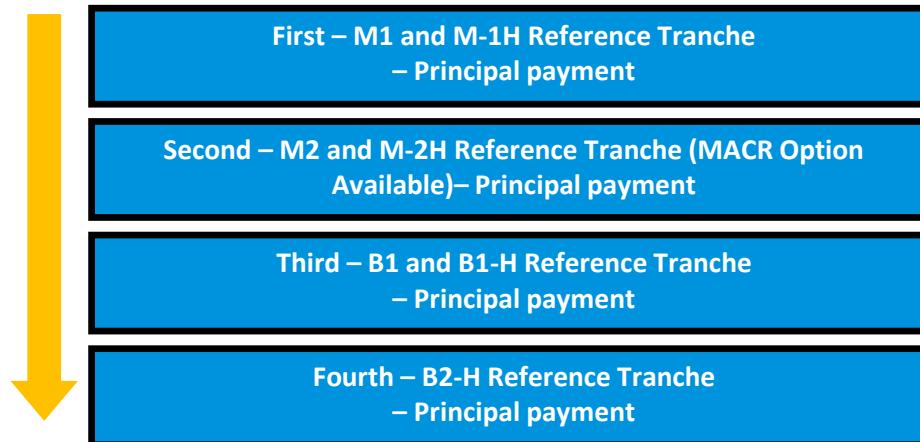 First – M1 and M-1H Reference Tranche
– Principal payment
Second – M2 and M-2H Reference Tranche (MACR Option
Available)– Principal payment
Third – B1 and B1-H Reference Tranche
– Principal payment
Fourth – B2-H Reference Tranche
– Principal payment